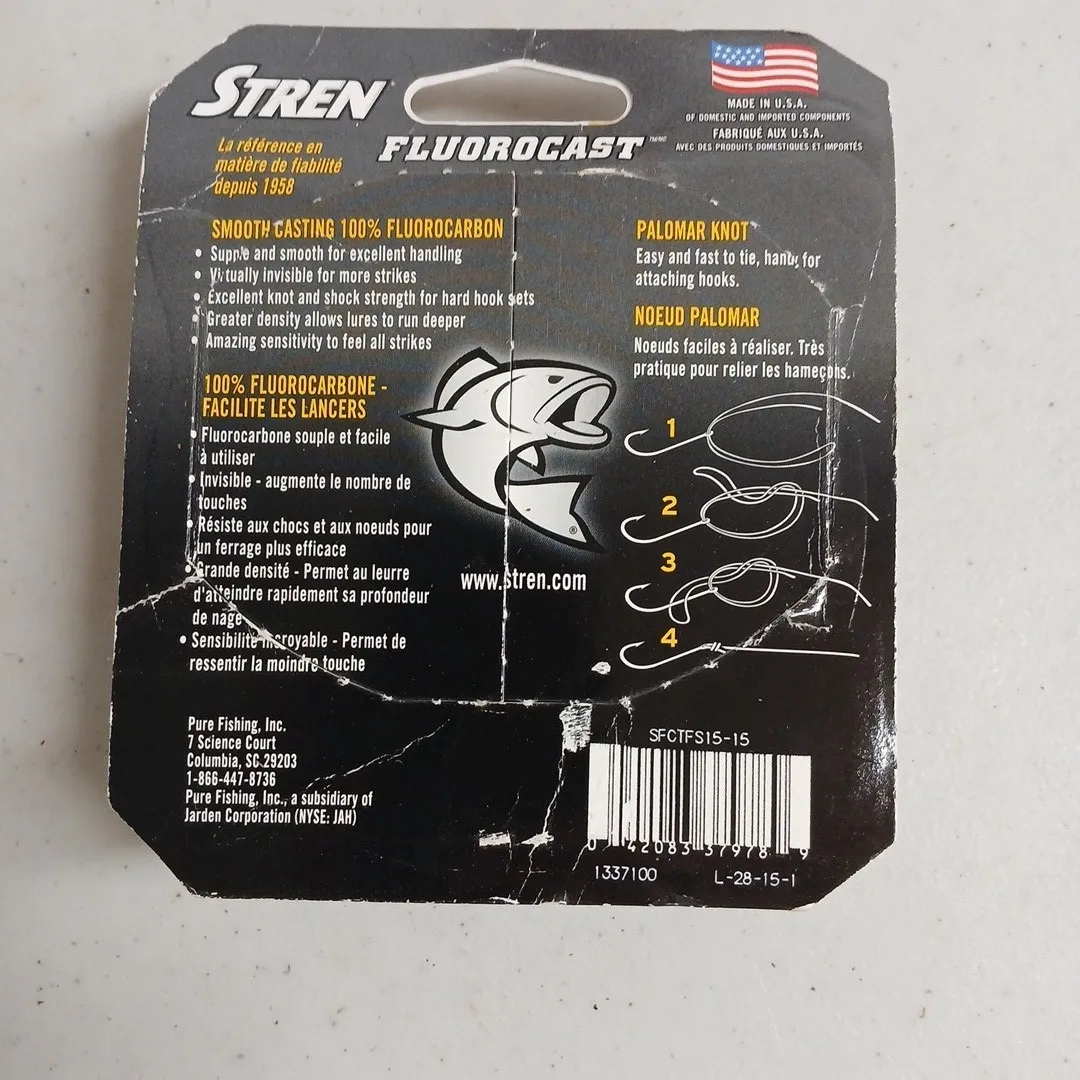 STREN
FLUOROCAST™/MD
MADE IN U.S.A.
OF DOMESTIC AND IMPORTED COMPONENTS
FABRIQUÉ AUX U.S.A.
AVEC DES PRODUITS DOMESTIQUES ET IMPORTÉS
La référence en
matière de fiabilité
depuis 1958
SMOOTH CASTING 100% FLUOROCARBON
• Supple and smooth for excellent handling
• Virtually invisible for more strikes
• Excellent knot and shock strength for hard hook sets
• Greater density allows lures to run deeper
• Amazing sensitivity to feel all strikes
100% FLUOROCARBONE -
FACILITE LES LANCERS
• Fluorocarbone souple et facile
à utiliser
• Invisible - augmente le nombre de
touches
• Résiste aux chocs et aux noeuds pour
un ferrage plus efficace
• Grande densité - Permet au leurre
d'atteindre rapidement sa profondeur
de nage
• Sensibilité incroyable - Permet de
ressentir la moindre touche
PALOMAR KNOT
Easy and fast to tie, handy for
attaching hooks.
NOEUD PALOMAR
Noeuds faciles à réaliser. Très
pratique pour relier les hameçons.
1
2
3
4
®
www.stren.com
Pure Fishing, Inc.
7 Science Court
Columbia, SC 29203
1-866-447-8736
Pure Fishing, Inc., a subsidiary of
Jarden Corporation (NYSE: JAH)
SFCTFS15-15
0 42083 37978 9
1337100 L-28-15-1